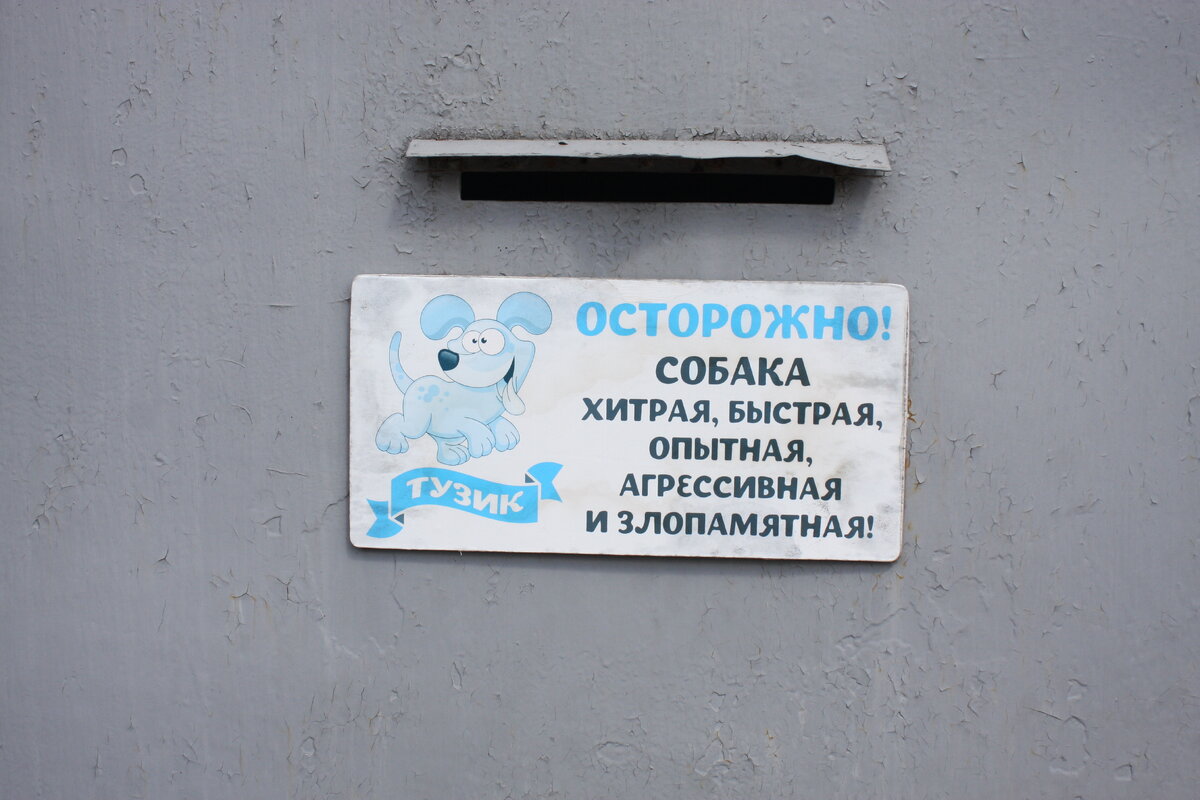 ОСТОРОЖНО!
СОБАКА
ХИТРАЯ, БЫСТРАЯ,
ОПЫТНАЯ,
АГРЕССИВНАЯ
И ЗЛОПАМЯТНАЯ!
ТУЗИК